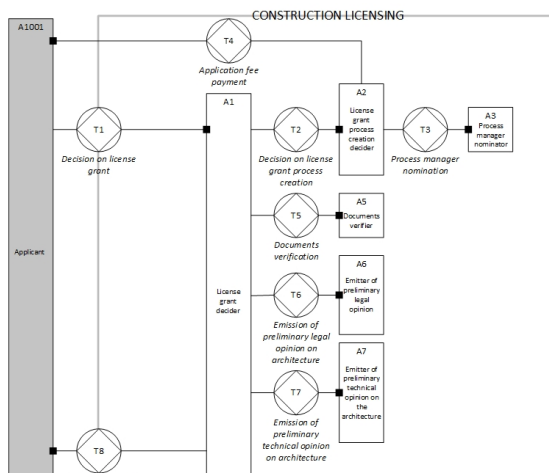 CONSTRUCTION LICENSING
A1001
Applicant
T4
Application fee
payment
A1
License
grant
decider
T1
Decision on license
grant
T2
Decision on license
grant process
creation
A2
License
grant
process
creation
decider
T3
Process manager
nomination
A3
Process
manager
nominator
T5
Documents
verification
A5
Documents
verifier
T6
Emission of
preliminary legal
opinion on
architecture
A6
Emitter of
preliminary
legal
opinion
T7
Emission of
preliminary
technical opinion
on architecture
A7
Emitter of
preliminary
technical
opinion on
the
architecture
T8